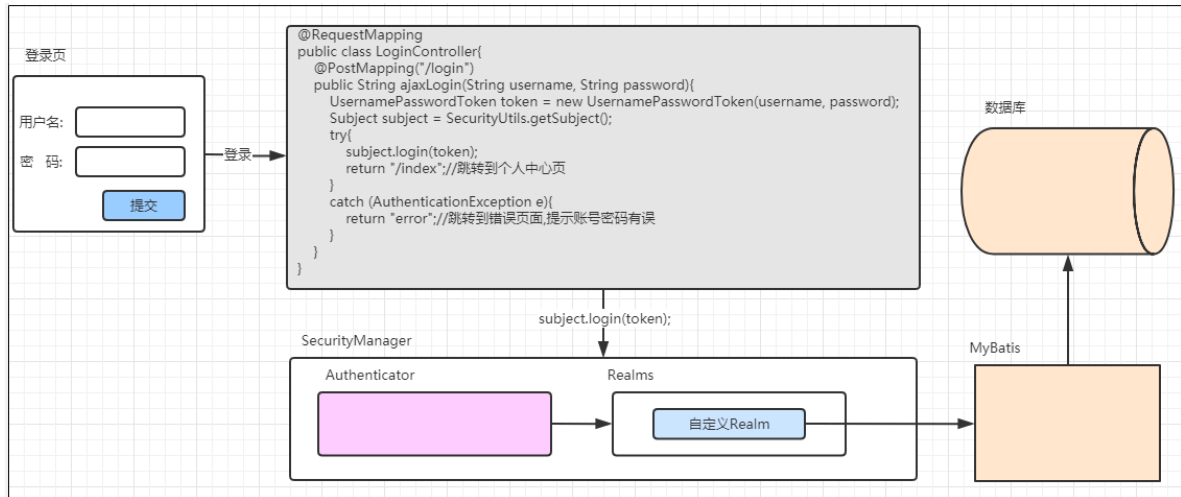 登录页
用户名:
密 码:
提交
登录
@RequestMapping
public class LoginController{
@PostMapping("/login")
public String ajaxLogin(String username, String password){
UsernamePasswordToken token = new UsernamePasswordToken(username, password);
Subject subject = SecurityUtils.getSubject();
try{
subject.login(token);
return "/index";//跳转到个人中心页
}
catch (AuthenticationException e){
return "error";//跳转到错误页面,提示账号密码有误
}
}
}
数据库
subject.login(token);
SecurityManager
Authenticator
Realms
自定义Realm
MyBatis